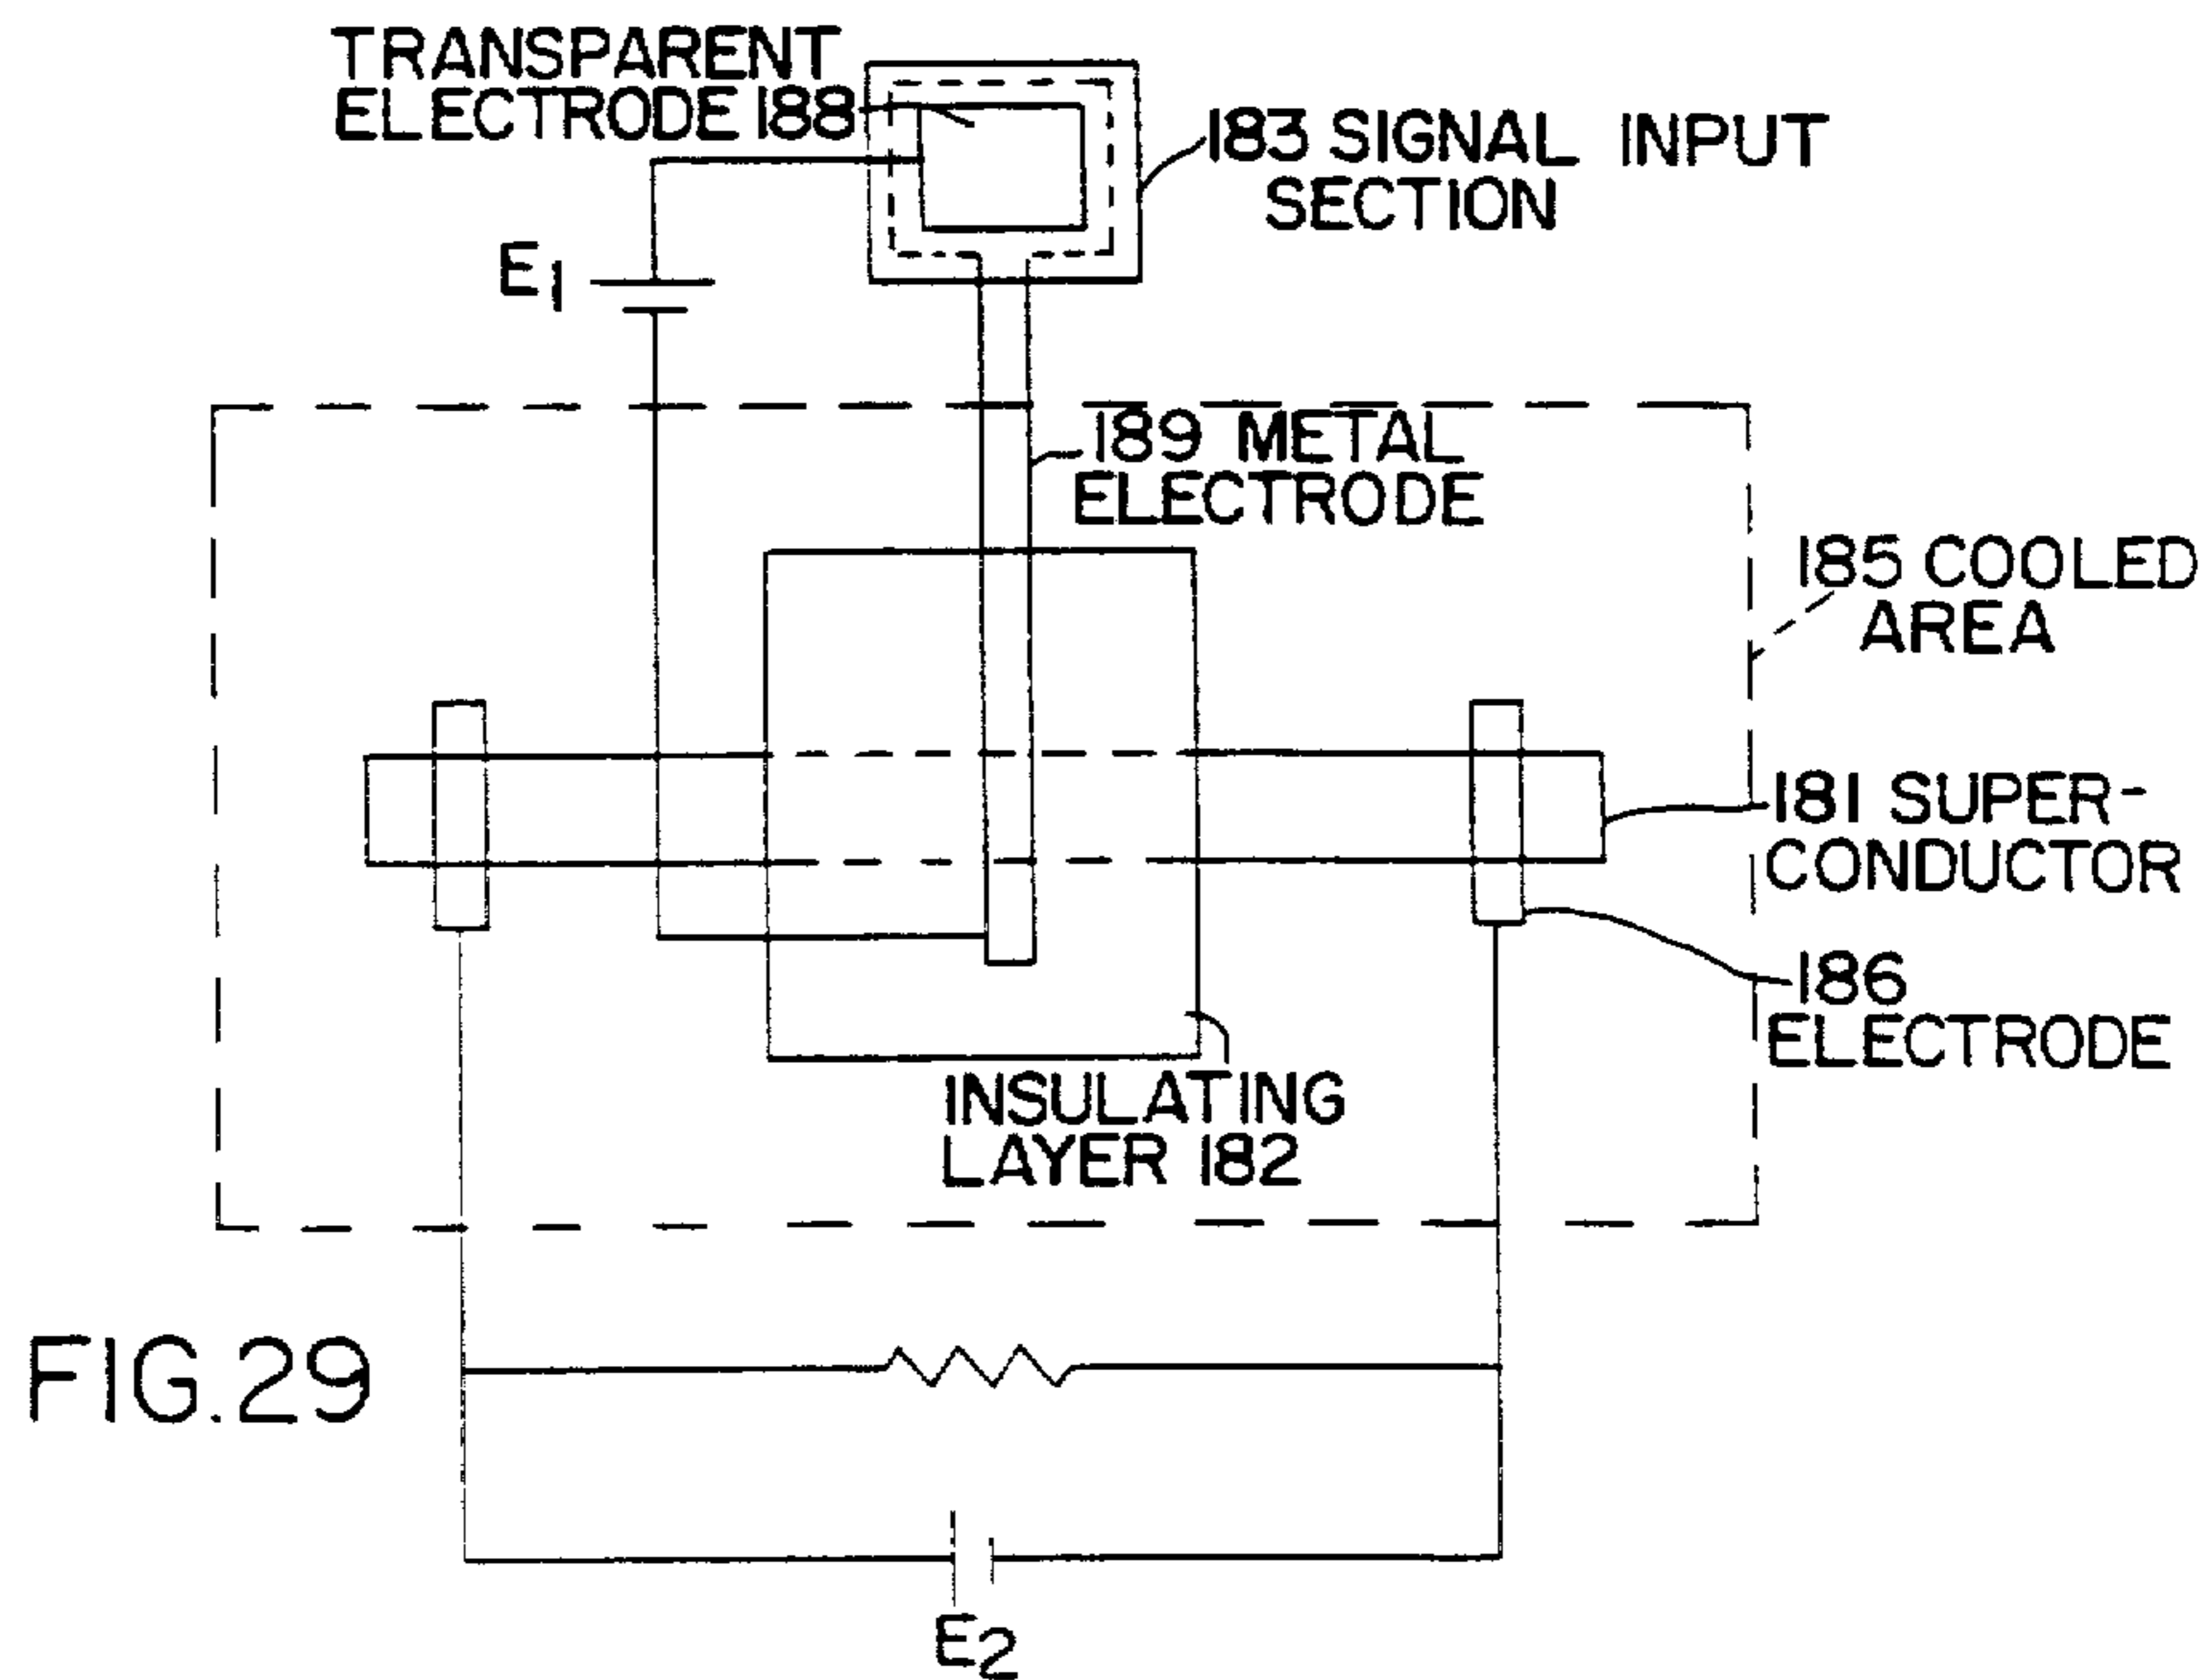 TRANSPARENT
ELECTRODE 188
183 SIGNAL INPUT
SECTION
E1
189 METAL
ELECTRODE
185 COOLED
AREA
181 SUPER-
CONDUCTOR
186
ELECTRODE
INSULATING
LAYER 182
FIG.29
E2